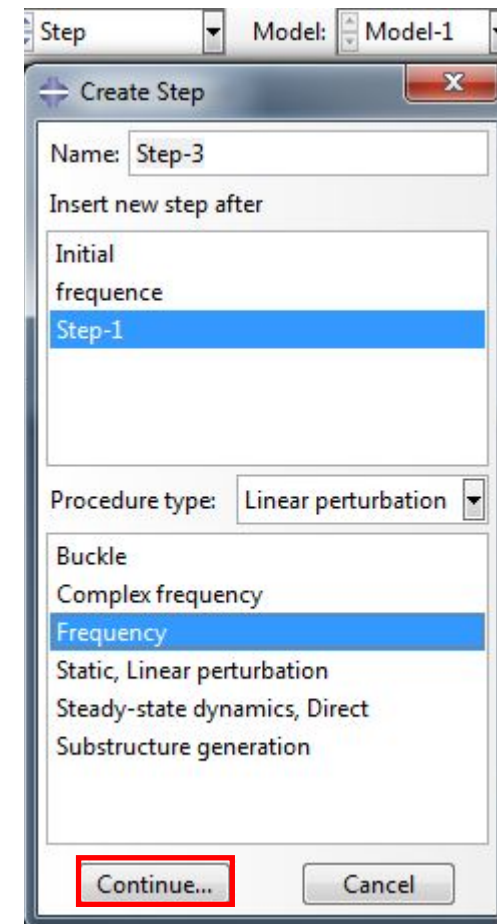 Step Model: Model-1
Create Step
Name: Step-3
Insert new step after
Initial
frequence
Step-1
Procedure type: Linear perturbation
Buckle
Complex frequency
Frequency
Static, Linear perturbation
Steady-state dynamics, Direct
Substructure generation
Continue... Cancel